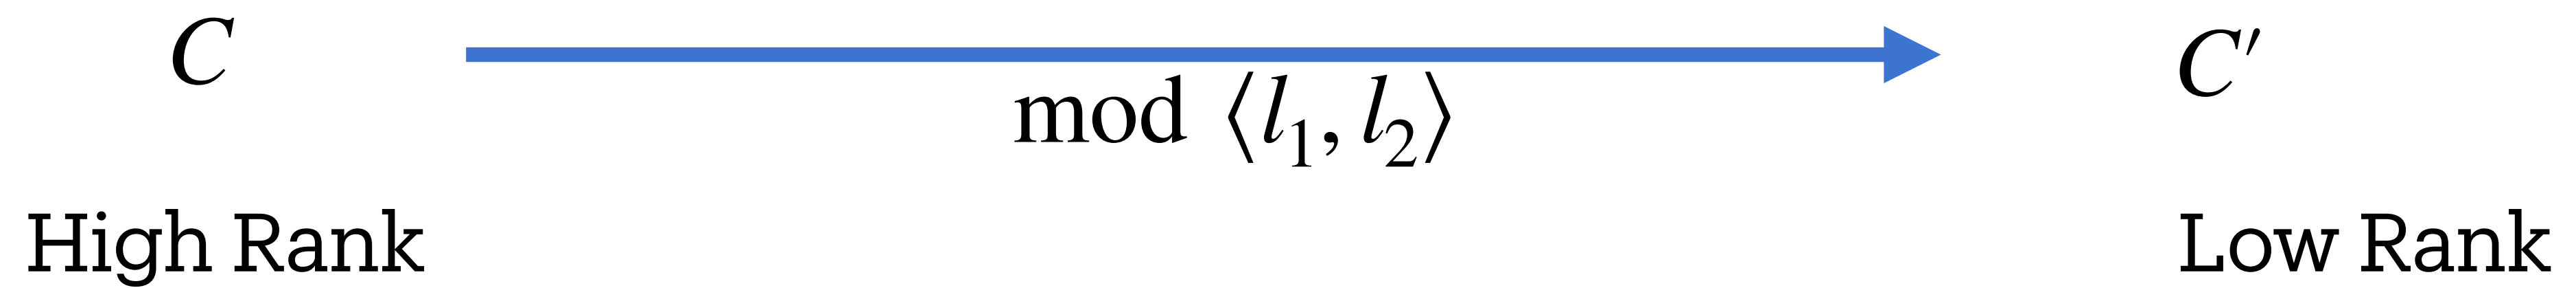 C C′
mod ⟨l₁, l₂⟩
High Rank Low Rank